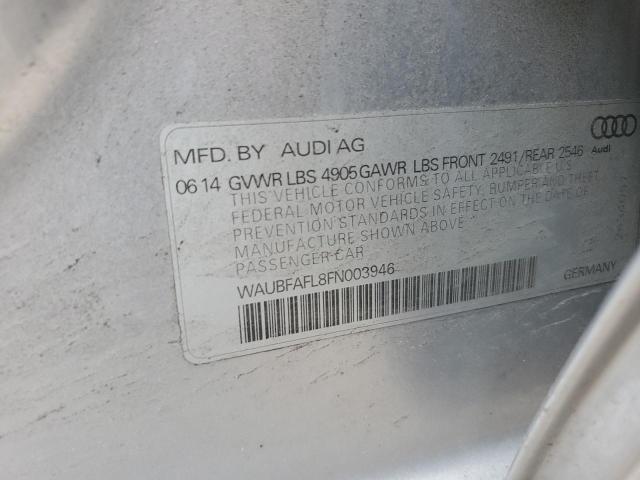 MFD. BY AUDI AG
06 14 GVWR LBS 4905 GAWR LBS FRONT 2491/REAR 2546
Audi
THIS VEHICLE CONFORMS TO ALL APPLICABLE U.S.
FEDERAL MOTOR VEHICLE SAFETY, BUMPER AND THEFT
PREVENTION STANDARDS IN EFFECT ON THE DATE OF
MANUFACTURE SHOWN ABOVE
PASSENGER CAR
WAUBFAFL8FN003946
GERMANY